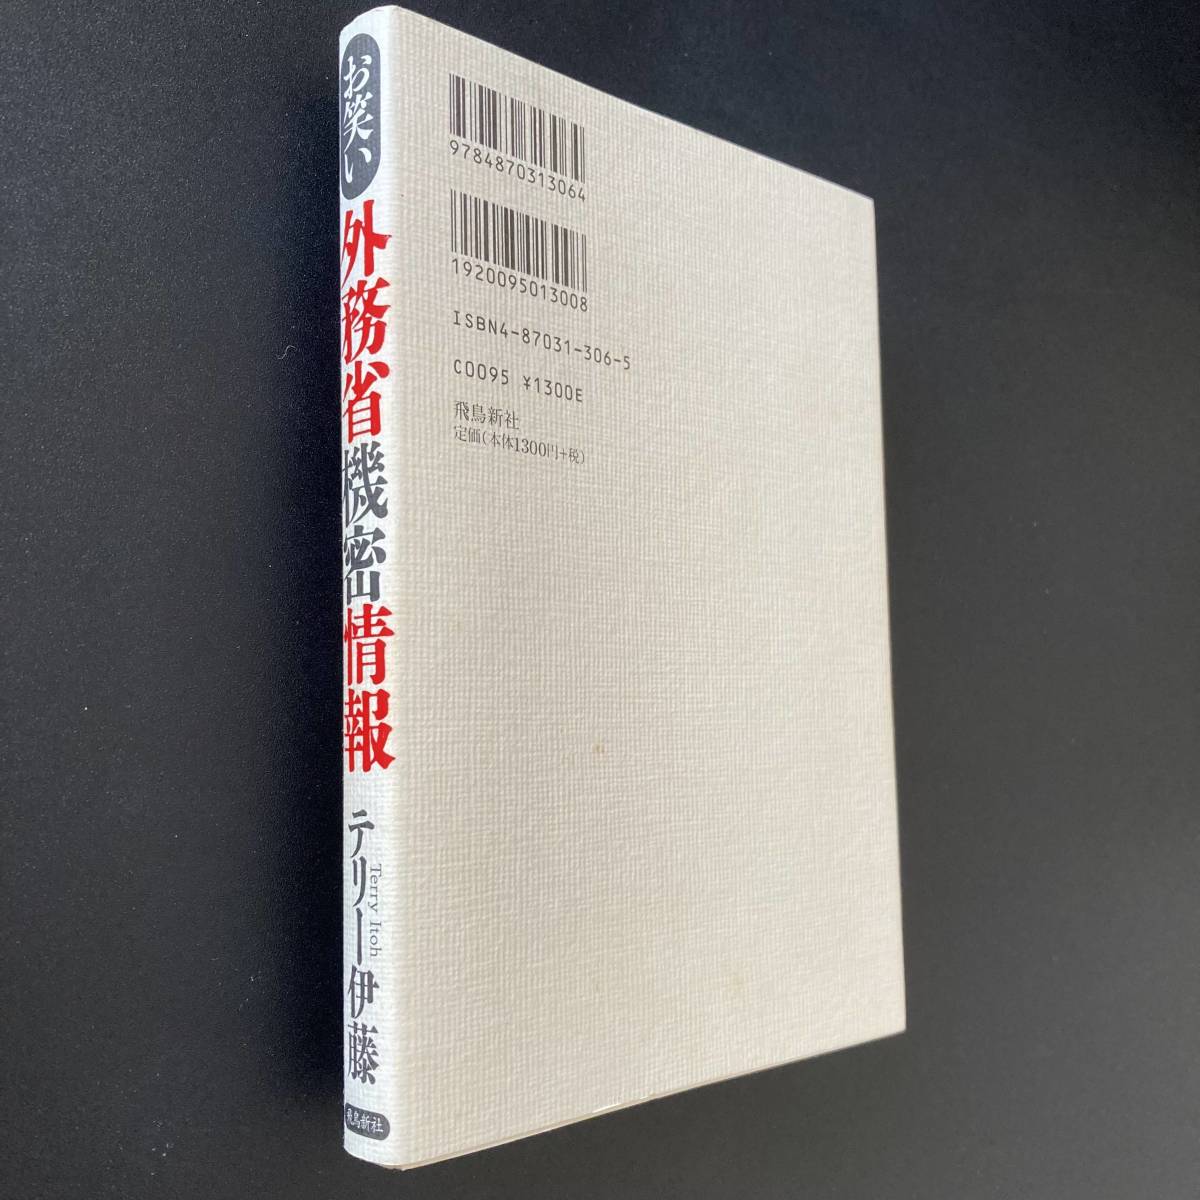 お笑い
外務省機密情報
テリー伊藤
Terry Itoh
飛鳥新社
9784870313064
1920095013008
ISBN4-87031-306-5
C0095 ¥1300E
飛鳥新社
定価(本体1300円+税)